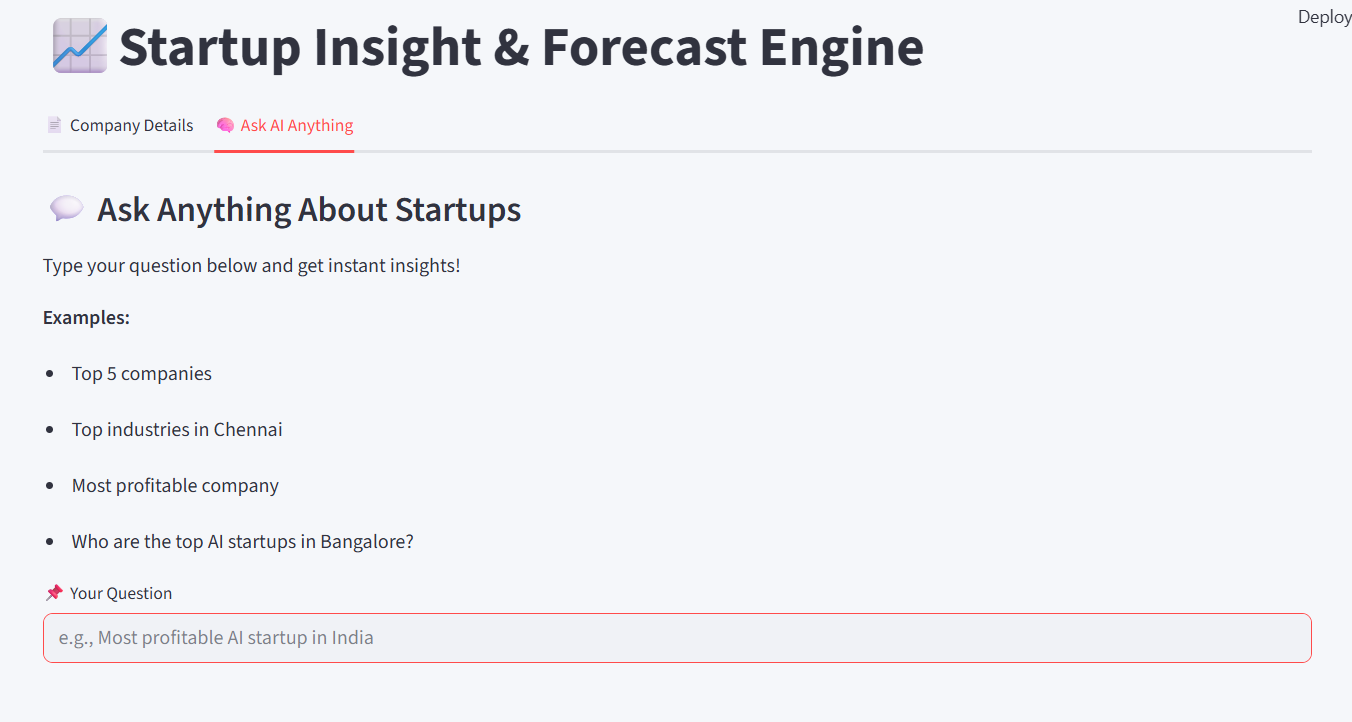 Deploy
Startup Insight & Forecast Engine
Company Details
Ask AI Anything
Ask Anything About Startups
Type your question below and get instant insights!
Examples:
Top 5 companies
Top industries in Chennai
Most profitable company
Who are the top AI startups in Bangalore?
Your Question
e.g., Most profitable AI startup in India